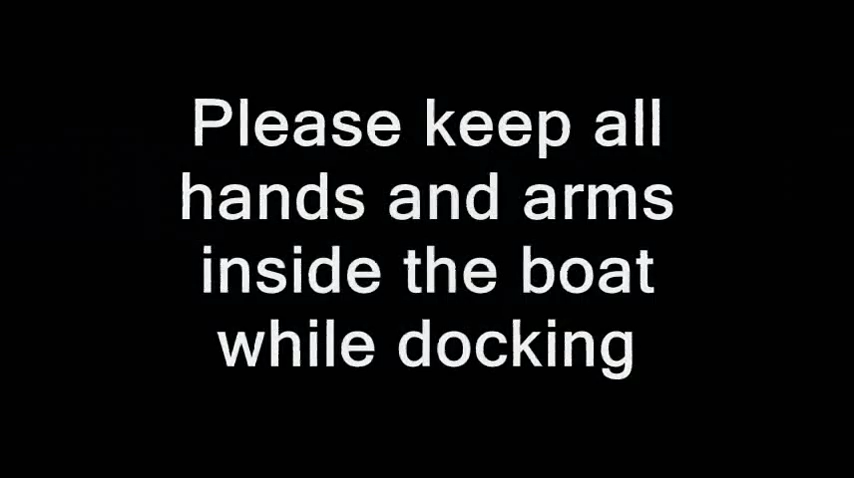 Please keep all
hands and arms
inside the boat
while docking